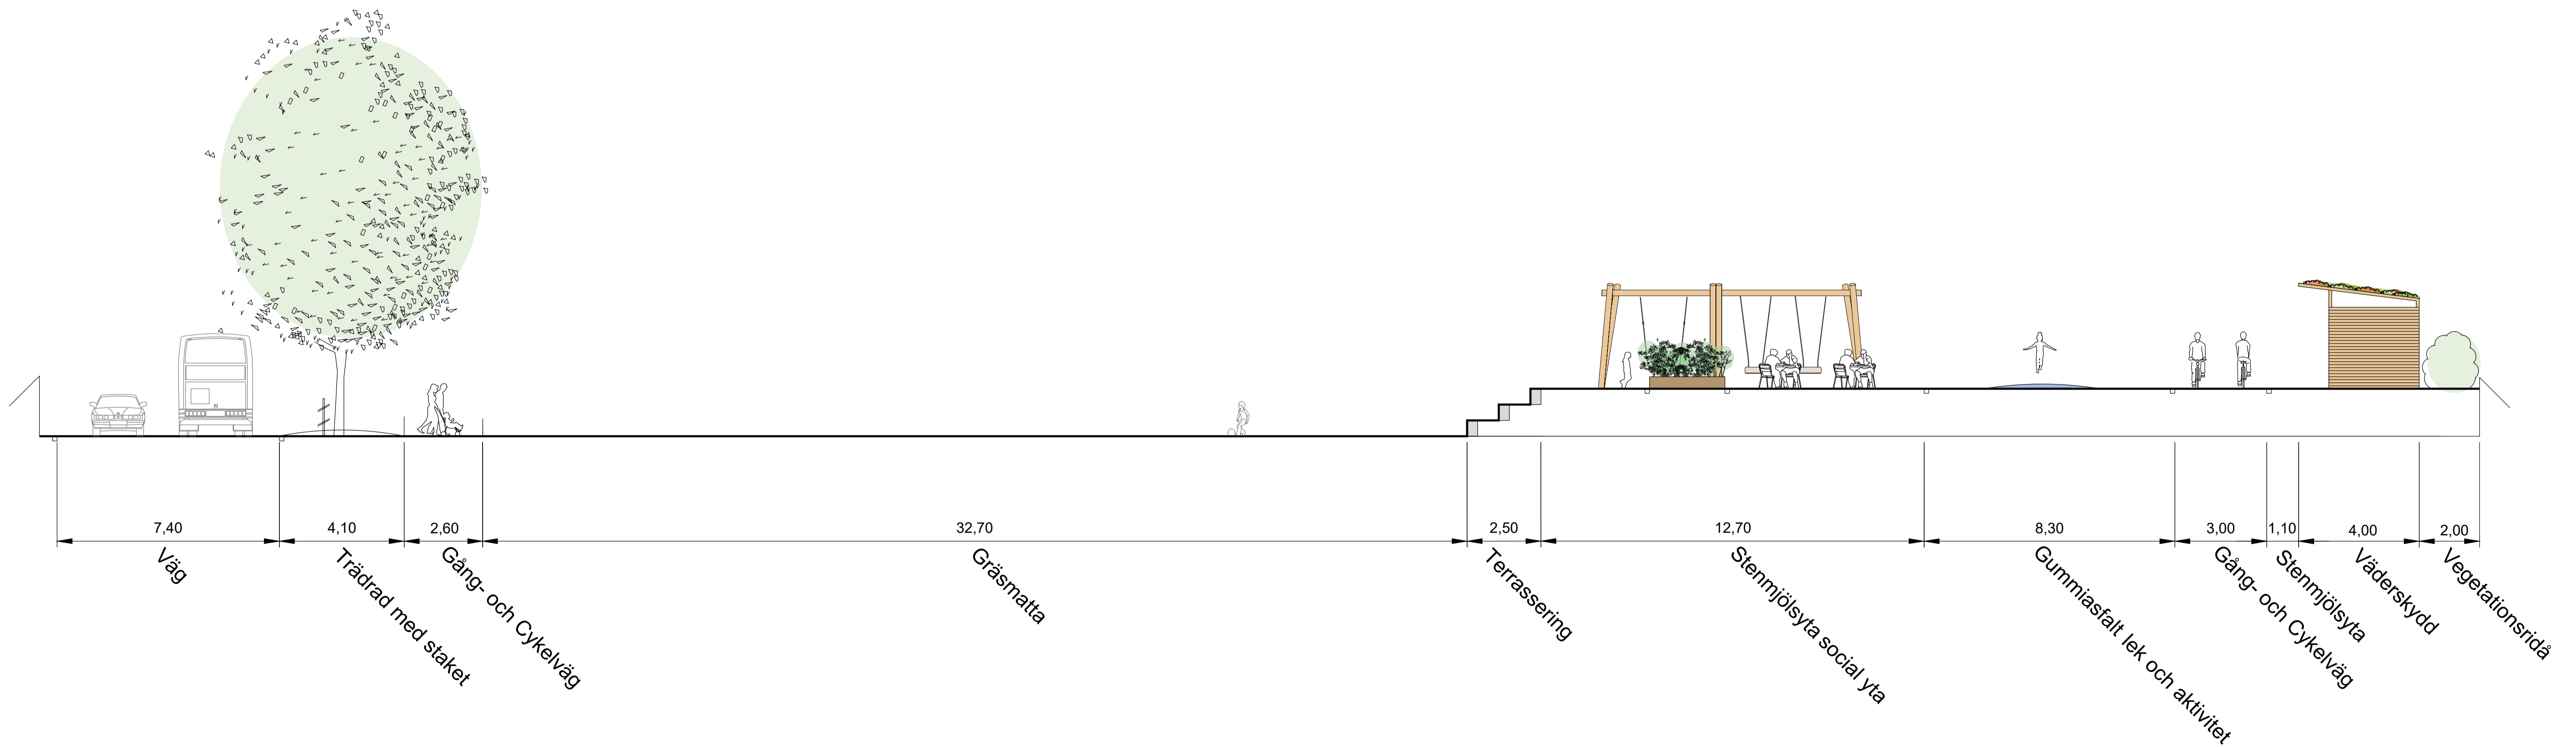 7,40
4,10
2,60
32,70
2,50
12,70
8,30
3,00
1,10
4,00
2,00
Väg
Trädrad med staket
Gång- och Cykelväg
Gräsmatta
Terrassering
Stenmjölsyta social yta
Gummiasfalt lek och aktivitet
Gång- och Cykelväg
Stenmjölsyta
Väderskydd
Vegetationsridå